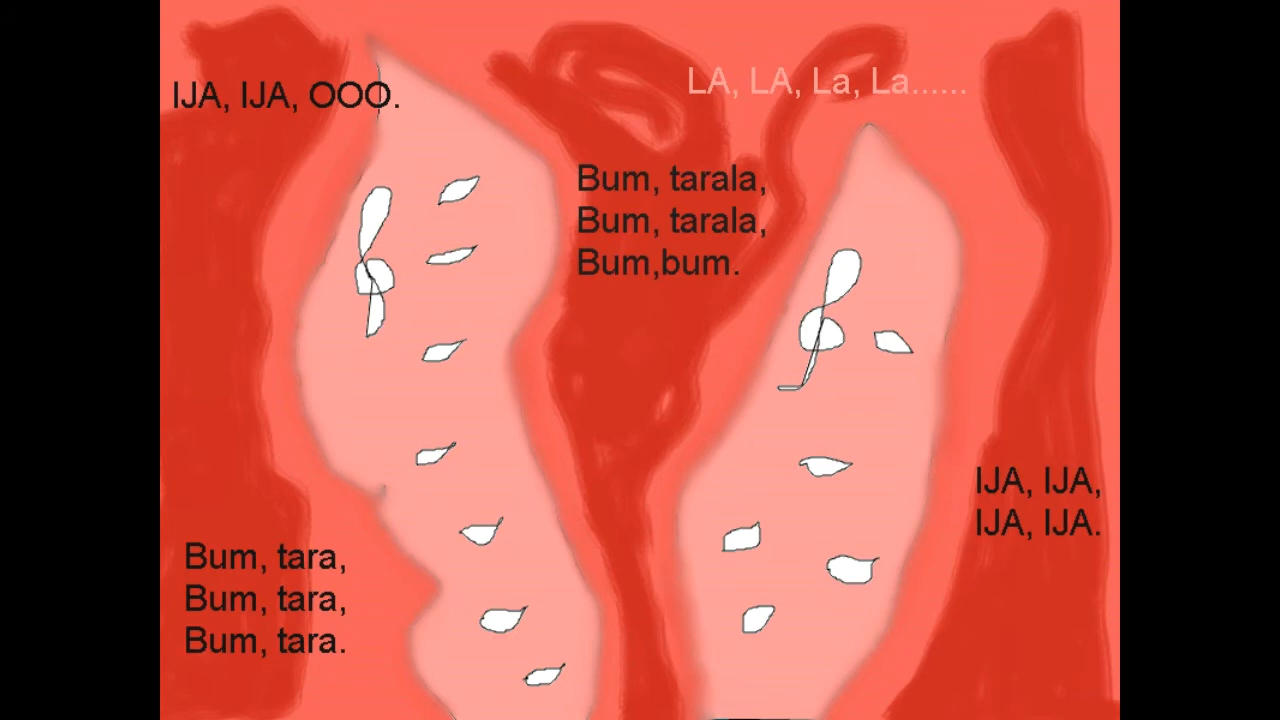 IJA, IJA, OOO.
LA, LA, La, La......
Bum, tarala,
Bum, tarala,
Bum,bum.
IJA, IJA,
IJA, IJA.
Bum, tara,
Bum, tara,
Bum, tara.